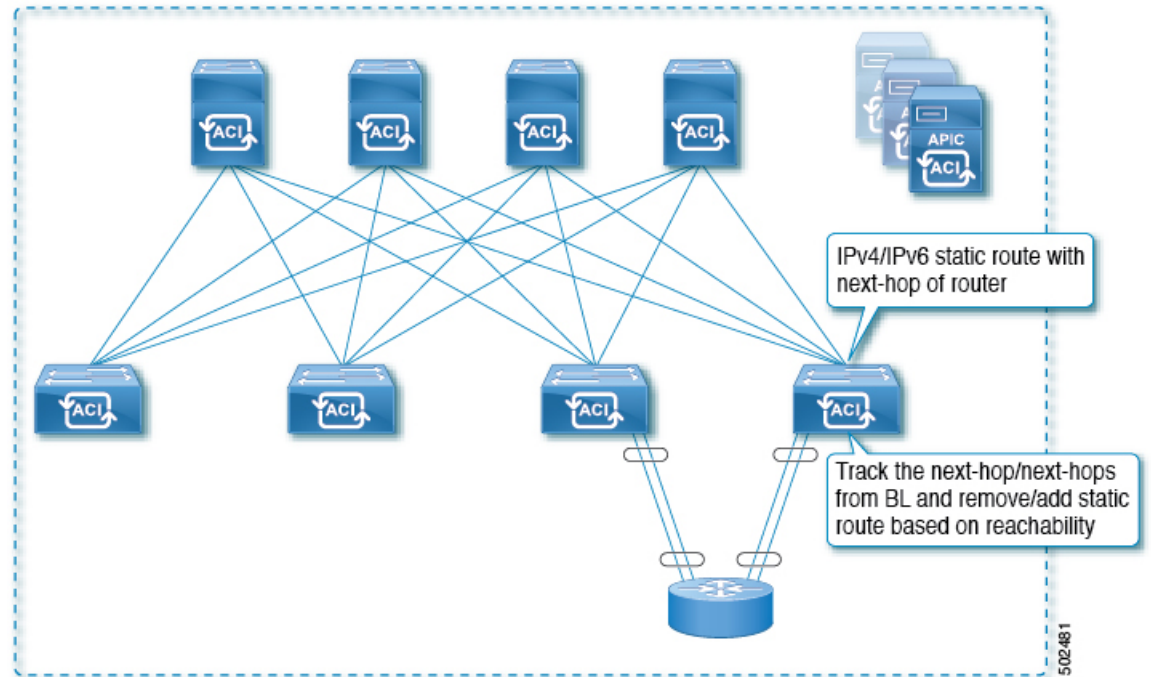 ACI
ACI
ACI
ACI
APIC
ACI
IPv4/IPv6 static route with
next-hop of router
ACI
ACI
ACI
ACI
Track the next-hop/next-hops
from BL and remove/add static
route based on reachability
502481